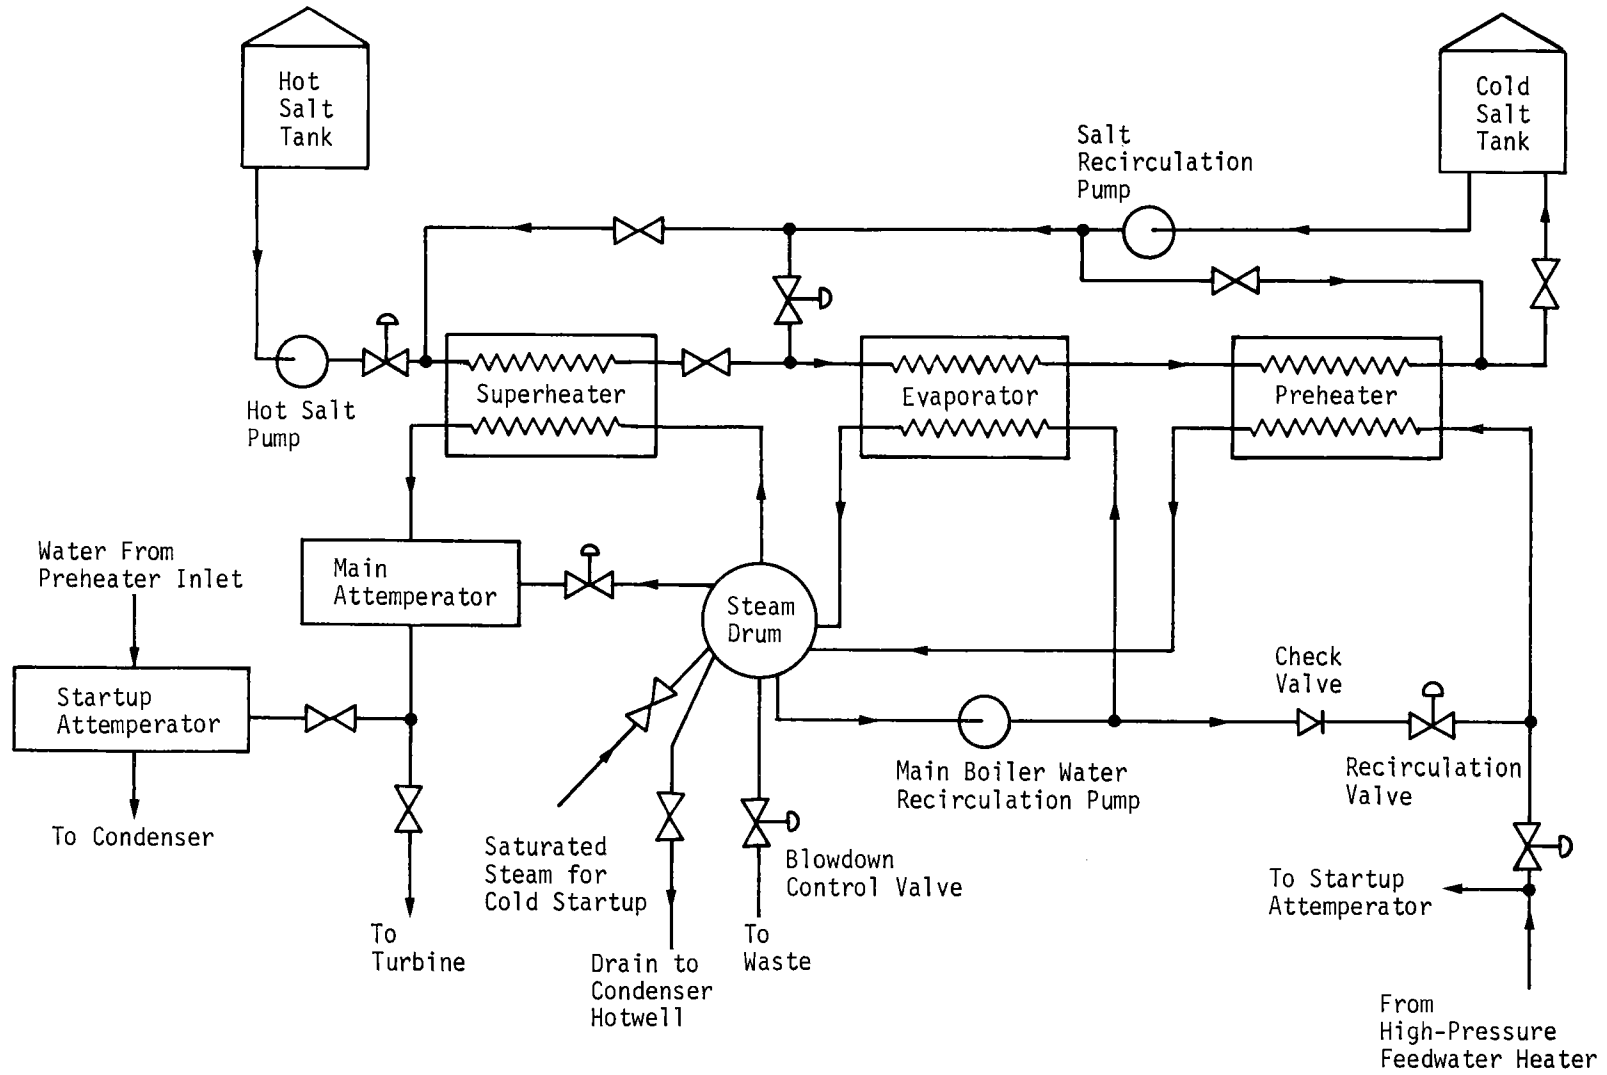 Hot
Salt
Tank
Cold
Salt
Tank
Salt
Recirculation
Pump
Hot Salt
Pump
Superheater
Evaporator
Preheater
Water From
Preheater Inlet
Main
Attemperator
Steam
Drum
Startup
Attemperator
Check
Valve
To Condenser
Main Boiler Water
Recirculation Pump
Recirculation
Valve
Saturated
Steam for
Cold Startup
Blowdown
Control Valve
To Startup
Attemperator
To
Turbine
Drain to
Condenser
Hotwell
To
Waste
From
High-Pressure
Feedwater Heater